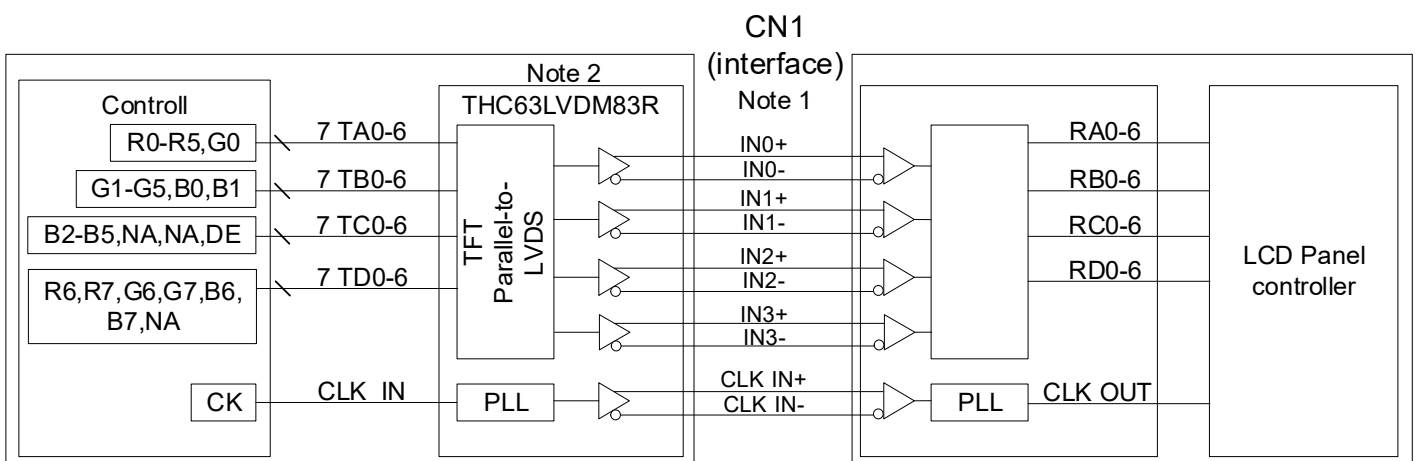 CN1
(interface)
Note 1
Note 2
THC63LVDM83R
Controll
R0-R5,G0
G1-G5,B0,B1
B2-B5,NA,NA,DE
R6,R7,G6,G7,B6,
B7,NA
CK
7 TA0-6
7 TB0-6
7 TC0-6
7 TD0-6
CLK IN
TFT
Parallel-to-
LVDS
PLL
IN0+
IN0-
IN1+
IN1-
IN2+
IN2-
IN3+
IN3-
CLK IN+
CLK IN-
PLL
RA0-6
RB0-6
RC0-6
RD0-6
CLK OUT
LCD Panel
controller